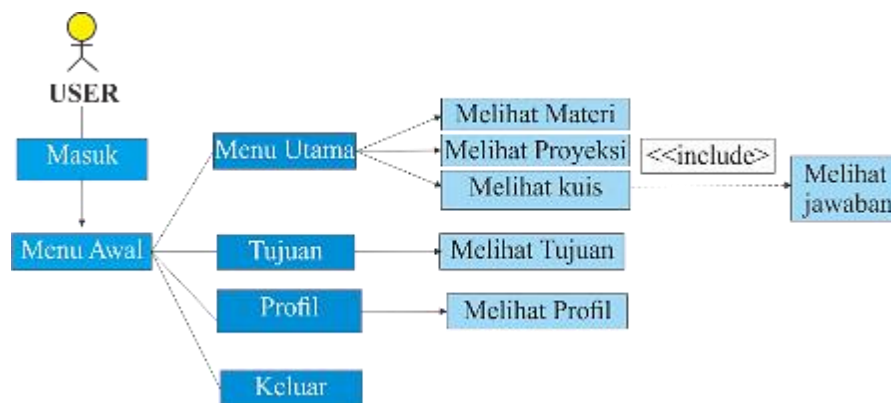 USER
Masuk
Menu Awal
Menu Utama
Tujuan
Profil
Keluar
Melihat Materi
Melihat Proyeksi
Melihat kuis
Melihat Tujuan
Melihat Profil
<<include>
Melihat
jawaban